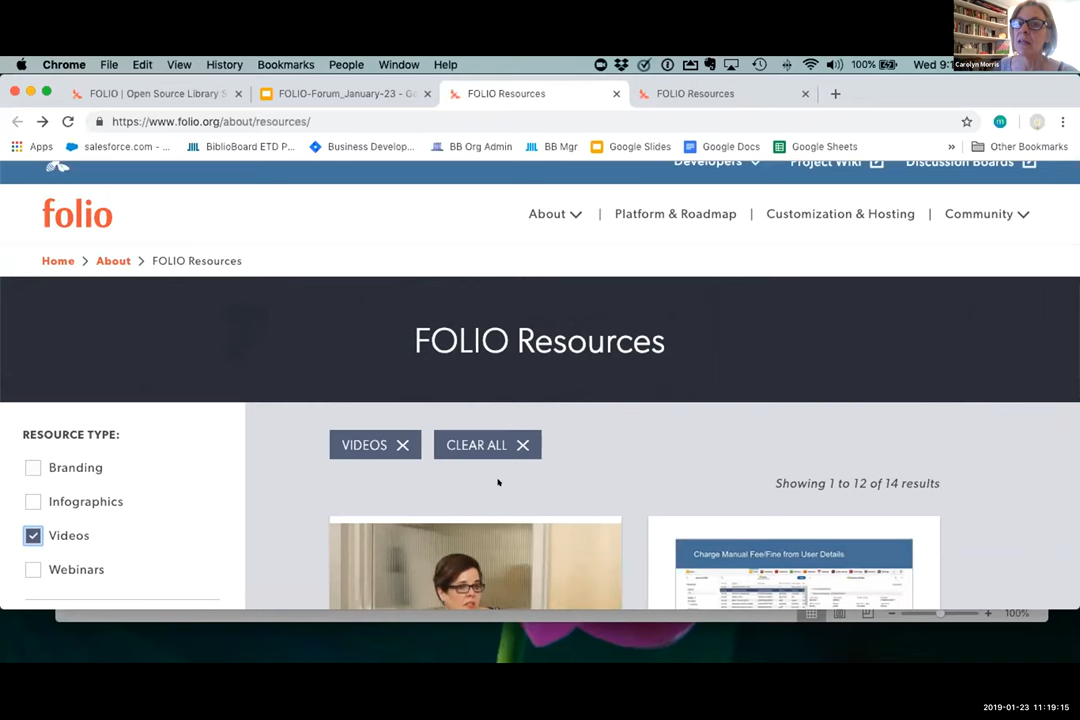 Carolyn Morris
Chrome File Edit View History Bookmarks People Window Help 100% Wed 9:1
FOLIO | Open Source Library S FOLIO-Forum_January-23 - Go FOLIO Resources FOLIO Resources
https://www.folio.org/about/resources/
Apps salesforce.com - ... BiblioBoard ETD P... Business Develop... BB Org Admin BB Mgr Google Slides Google Docs Google Sheets » Other Bookmarks
Developers Project Wiki Discussion Boards
folio About | Platform & Roadmap | Customization & Hosting | Community
Home > About > FOLIO Resources
FOLIO Resources
RESOURCE TYPE:
Branding
Infographics
Videos
Webinars
VIDEOS CLEAR ALL
Showing 1 to 12 of 14 results
Charge Manual Fee/Fine from User Details
100%
2019-01-23 11:19:15